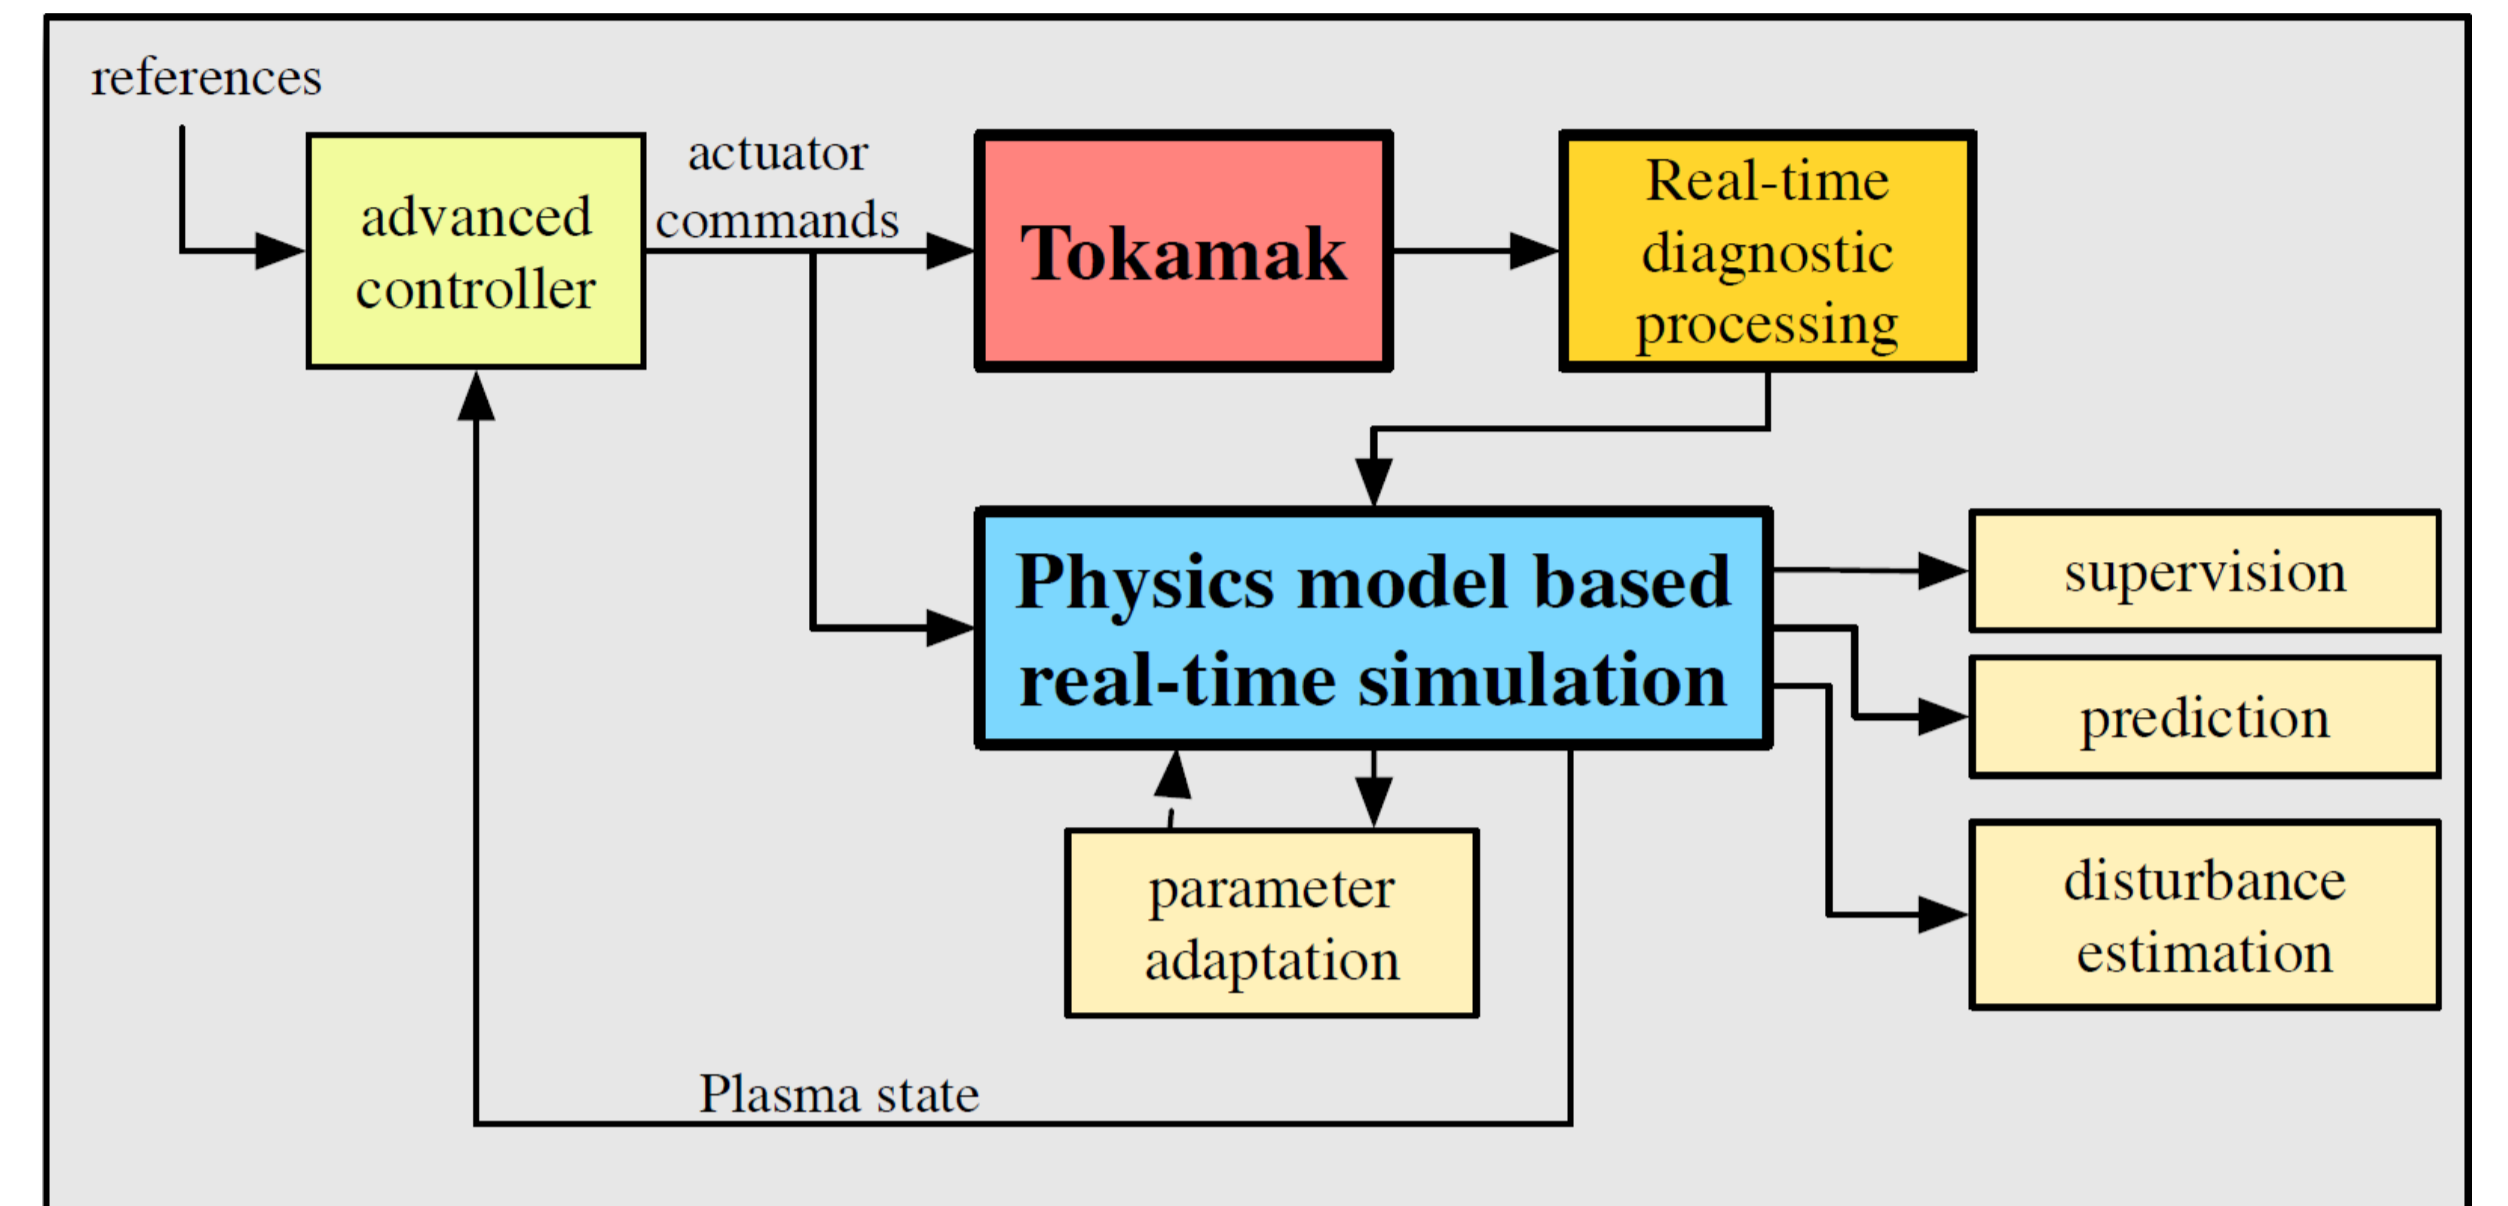 references
advanced
controller
actuator
commands
Tokamak
Real-time
diagnostic
processing
Physics model based
real-time simulation
supervision
prediction
disturbance
estimation
parameter
adaptation
Plasma state